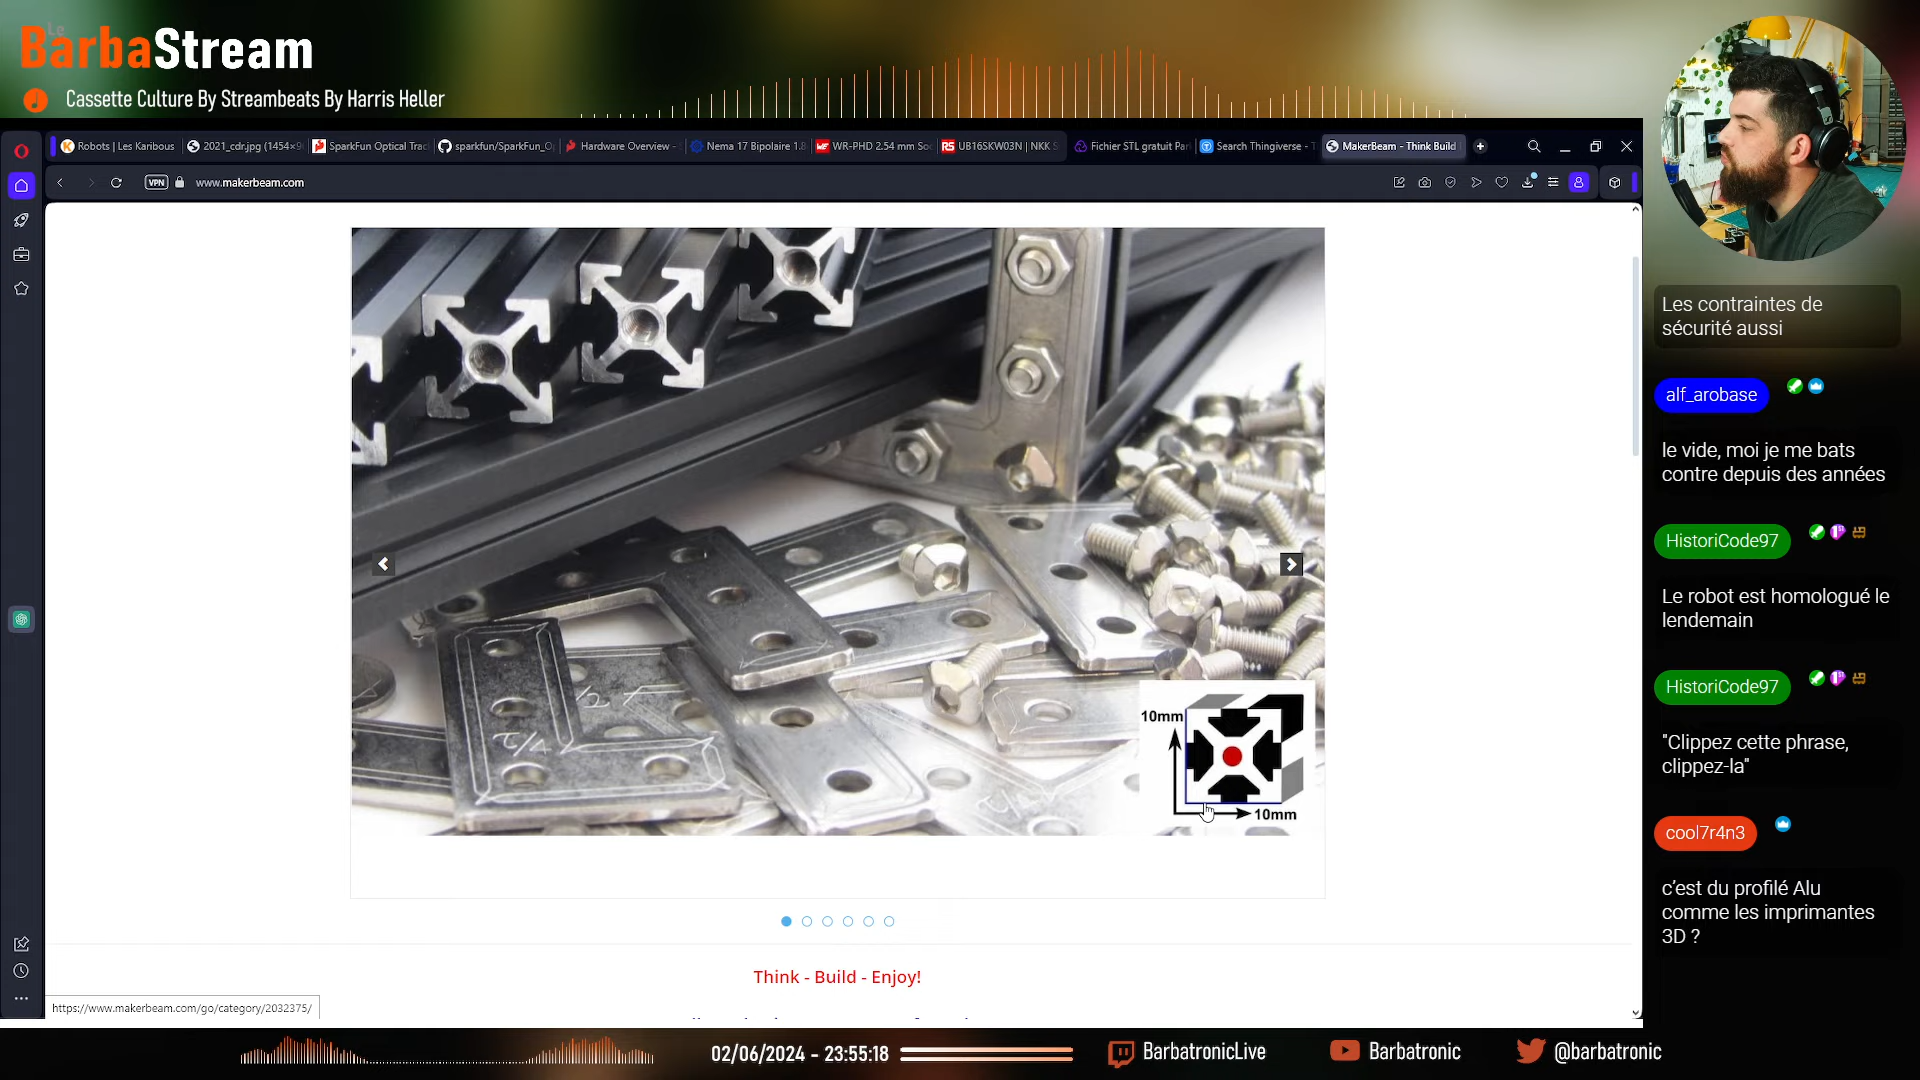 Le
BarbaStream
Cassette Culture By Streambeats By Harris Heller
Robots | Les Karibous
2021_cdr.jpg (1454×9
SparkFun Optical Trac
sparkfun/SparkFun_O
Hardware Overview -
Nema 17 Bipolaire 1.8
WR-PHD 2.54 mm So
RS UB16SKW03N | NKK S
Fichier STL gratuit Par
Search Thingiverse - T
MakerBeam - Think Build
VPN
www.makerbeam.com
10mm
10mm
Think - Build - Enjoy!
https://www.makerbeam.com/go/category/2032375/
Les contraintes de
sécurité aussi
alf_arobase
le vide, moi je me bats
contre depuis des années
HistoriCode97
Le robot est homologué le
lendemain
HistoriCode97
"Clippez cette phrase,
clippez-la"
cool7r4n3
c'est du profilé Alu
comme les imprimantes
3D ?
02/06/2024 - 23:55:18
BarbatronicLive
Barbatronic
@barbatronic